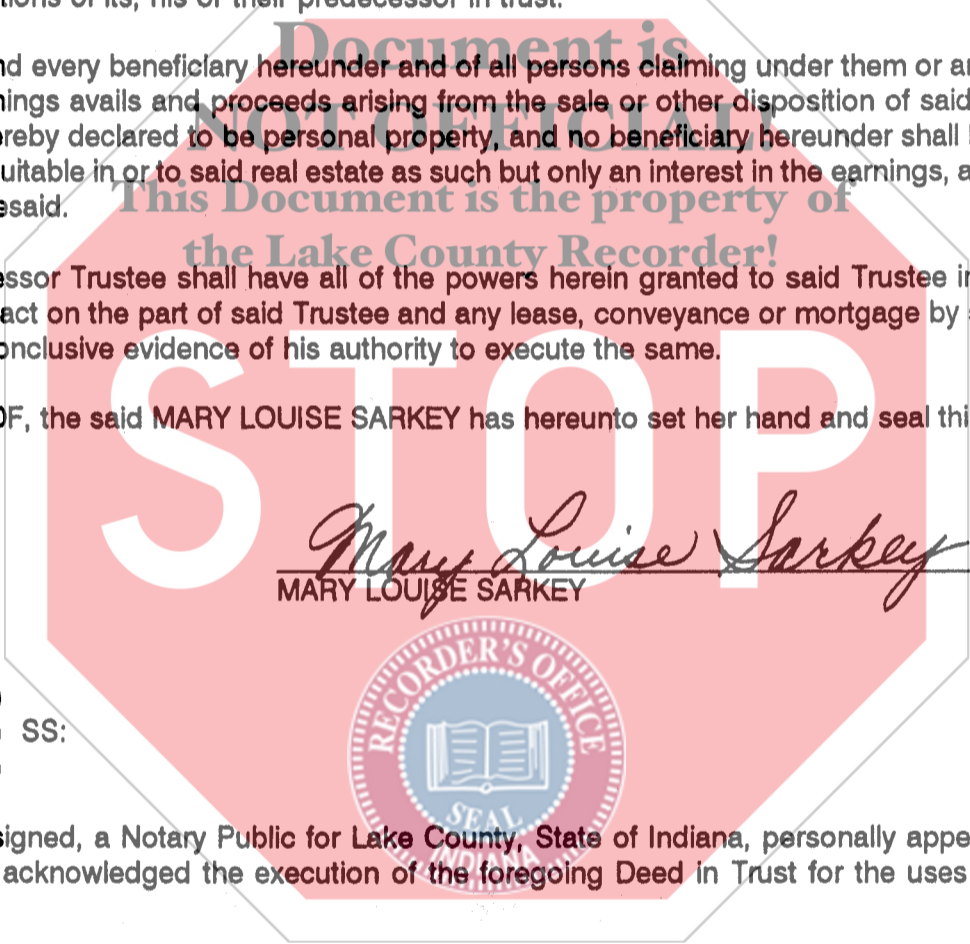 tions of its, his or their predecessor in trust.
Document is
nd every beneficiary hereunder and of all persons claiming under them or an
nings avails and proceeds arising from the sale or other disposition of said
NOT OFFICIAL!
reby declared to be personal property, and no beneficiary hereunder shall
uitable in or to said real estate as such but only an interest in the earnings, a
This Document is the property of
esaid.
the Lake County Recorder!
essor Trustee shall have all of the powers herein granted to said Trustee in
act on the part of said Trustee and any lease, conveyance or mortgage by
onclusive evidence of his authority to execute the same.
STOP
OF, the said MARY LOUISE SARKEY has hereunto set her hand and seal thi
Mary Louise Sarkey
MARY LOUISE SARKEY
RECORDER'S OFFICE
SS:
SEAL
INDIANA
signed, a Notary Public for Lake County, State of Indiana, personally appe
acknowledged the execution of the foregoing Deed in Trust for the uses